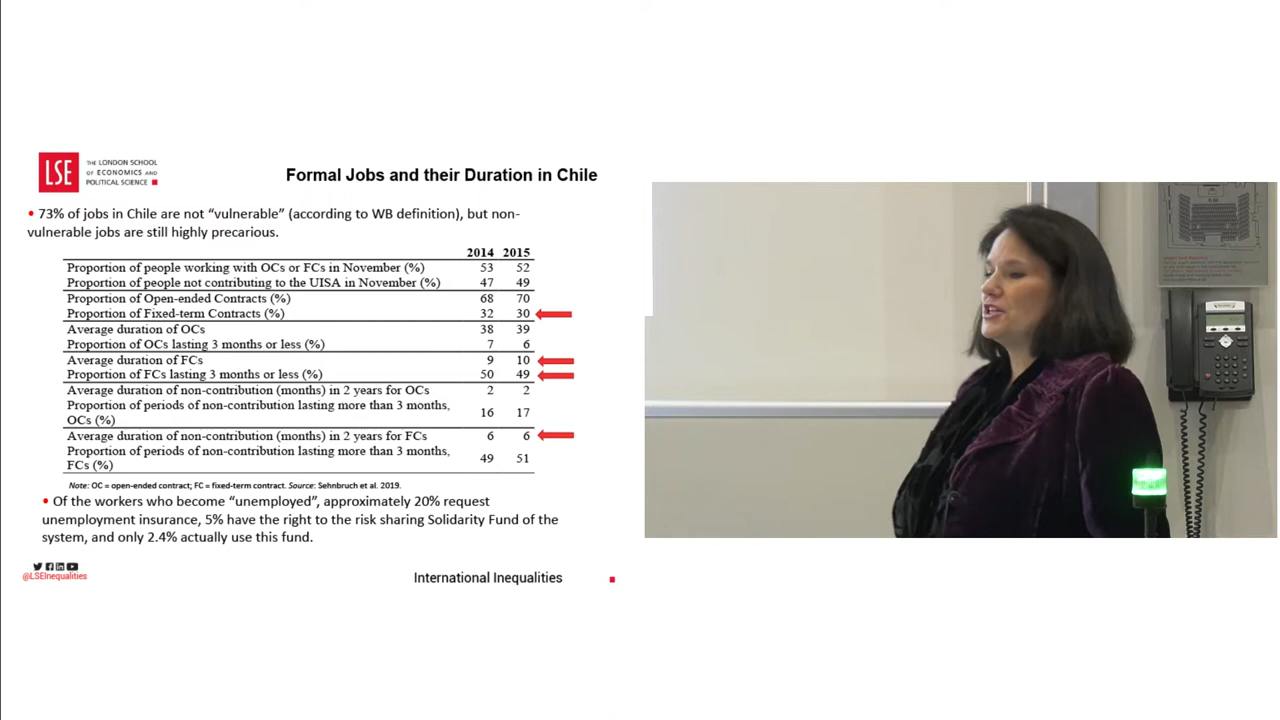 LSE
THE LONDON SCHOOL
OF ECONOMICS AND
POLITICAL SCIENCE
Formal Jobs and their Duration in Chile
• 73% of jobs in Chile are not “vulnerable” (according to WB definition), but non-
vulnerable jobs are still highly precarious.
2014 2015
Proportion of people working with OCs or FCs in November (%) 53 52
Proportion of people not contributing to the UISA in November (%) 47 49
Proportion of Open-ended Contracts (%) 68 70
Proportion of Fixed-term Contracts (%) 32 30
Average duration of OCs 38 39
Proportion of OCs lasting 3 months or less (%) 7 6
Average duration of FCs 9 10
Proportion of FCs lasting 3 months or less (%) 50 49
Average duration of non-contribution (months) in 2 years for OCs 2 2
Proportion of periods of non-contribution lasting more than 3 months,
OCs (%) 16 17
Average duration of non-contribution (months) in 2 years for FCs 6 6
Proportion of periods of non-contribution lasting more than 3 months,
FCs (%) 49 51
Note: OC = open-ended contract; FC = fixed-term contract. Source: Sehnbruch et al. 2019.
• Of the workers who become “unemployed”, approximately 20% request
unemployment insurance, 5% have the right to the risk sharing Solidarity Fund of the
system, and only 2.4% actually use this fund.
@LSEInequalities
International Inequalities